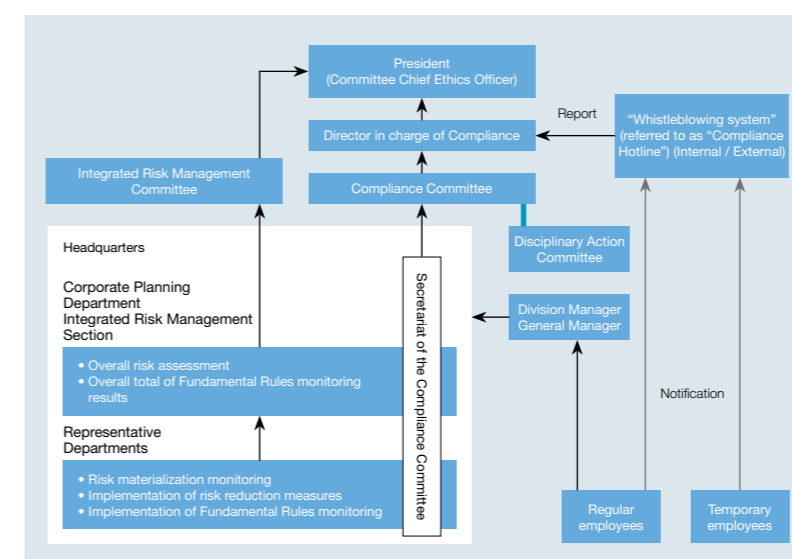 President
(Committee Chief Ethics Officer)
Report
“Whistleblowing system”
(referred to as “Compliance
Hotline”) (Internal / External)
Director in charge of Compliance
Integrated Risk Management
Committee
Compliance Committee
Disciplinary Action
Committee
Headquarters
Corporate Planning
Department
Integrated Risk Management
Section
• Overall risk assessment
• Overall total of Fundamental Rules monitoring
results
Representative
Departments
• Risk materialization monitoring
• Implementation of risk reduction measures
• Implementation of Fundamental Rules monitoring
Secretariat of the Compliance Committee
Division Manager
General Manager
Notification
Regular
employees
Temporary
employees